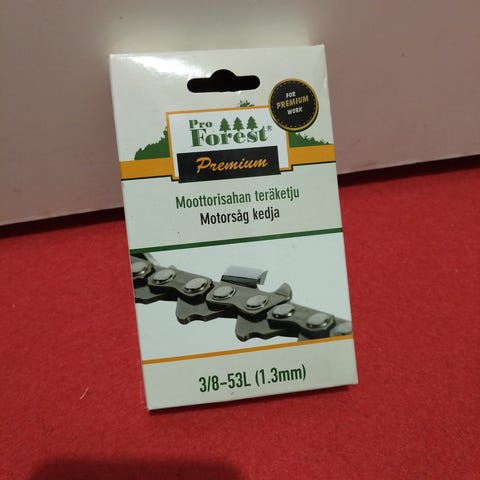 FOR
PREMIUM
WORK
Pro
Forest®
Premium
Moottorisahan teräketju
Motorsåg kedja
3/8-53L (1.3mm)